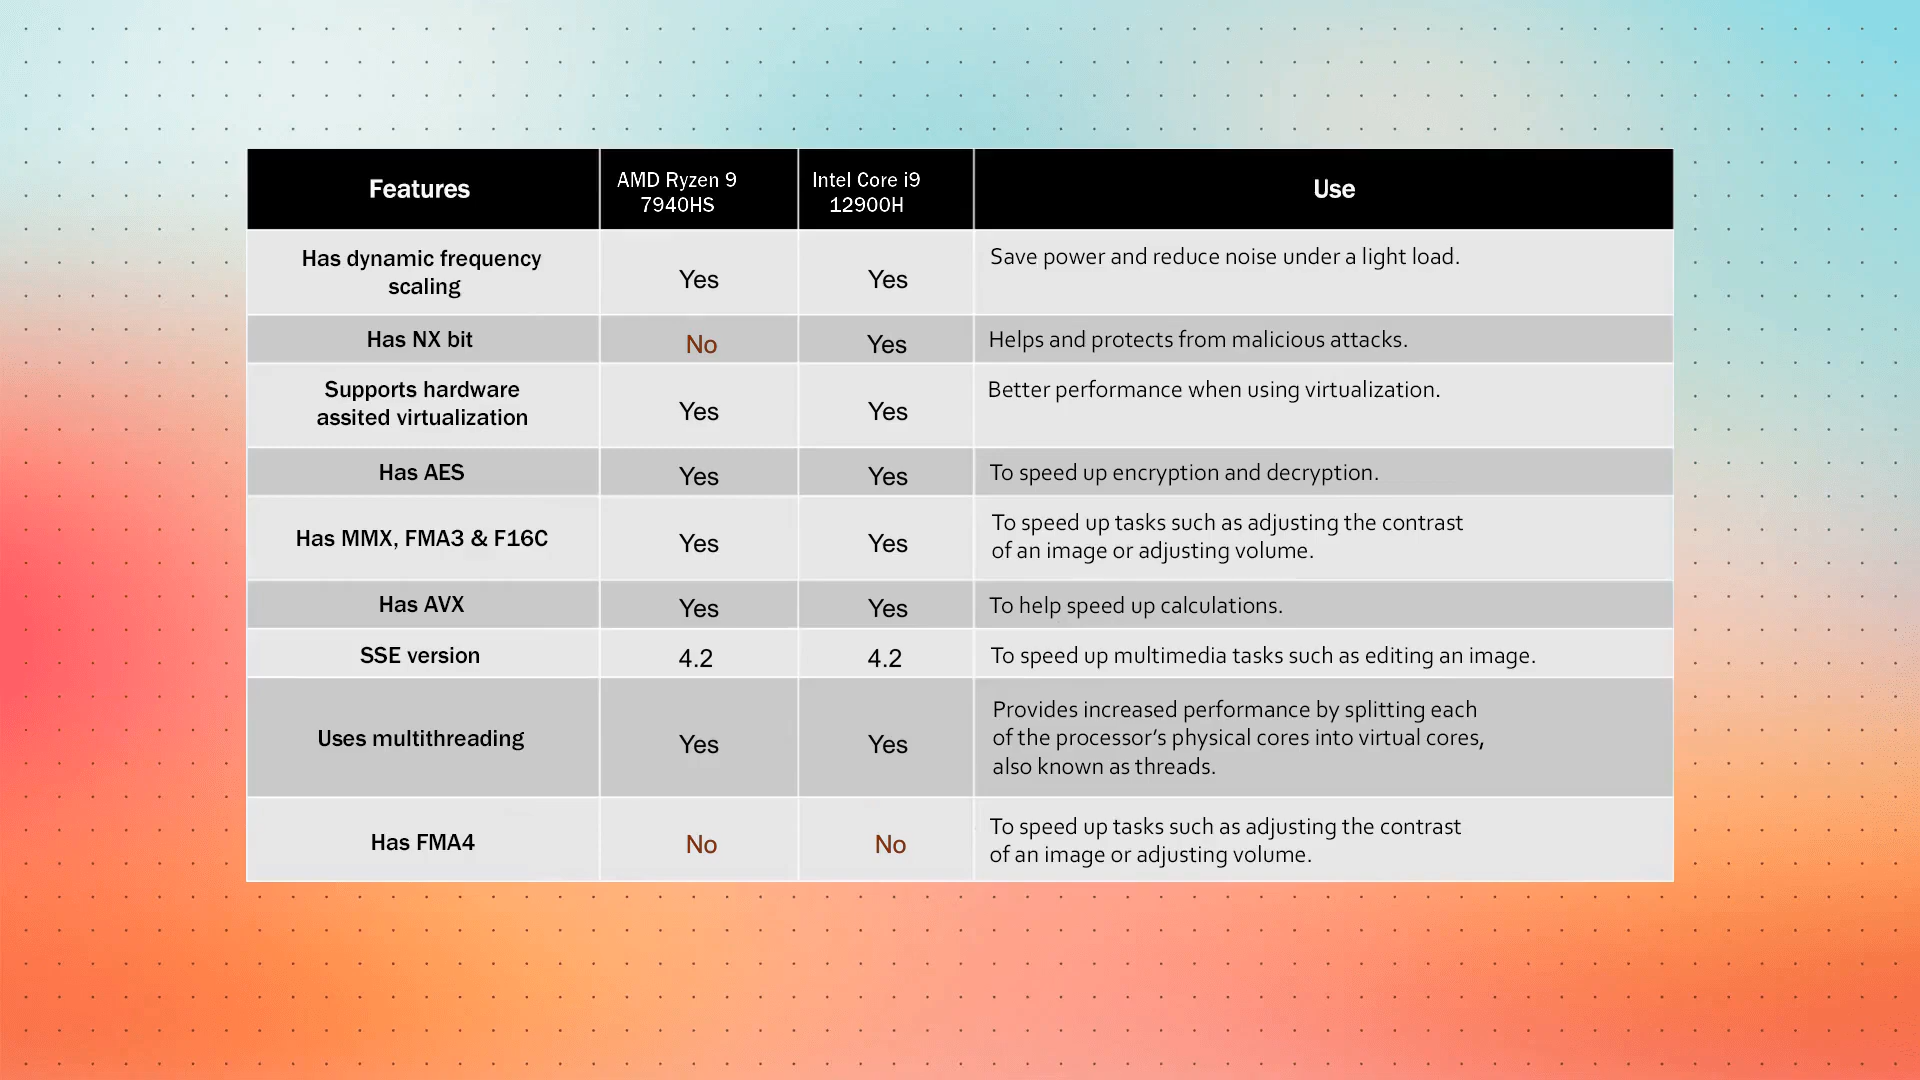 Features
AMD Ryzen 9
7940HS
Intel Core i9
12900H
Use
Has dynamic frequency
scaling
Yes
Yes
Save power and reduce noise under a light load.
Has NX bit
No
Yes
Helps and protects from malicious attacks.
Supports hardware
assited virtualization
Yes
Yes
Better performance when using virtualization.
Has AES
Yes
Yes
To speed up encryption and decryption.
Has MMX, FMA3 & F16C
Yes
Yes
To speed up tasks such as adjusting the contrast
of an image or adjusting volume.
Has AVX
Yes
Yes
To help speed up calculations.
SSE version
4.2
4.2
To speed up multimedia tasks such as editing an image.
Uses multithreading
Yes
Yes
Provides increased performance by splitting each
of the processor’s physical cores into virtual cores,
also known as threads.
Has FMA4
No
No
To speed up tasks such as adjusting the contrast
of an image or adjusting volume.